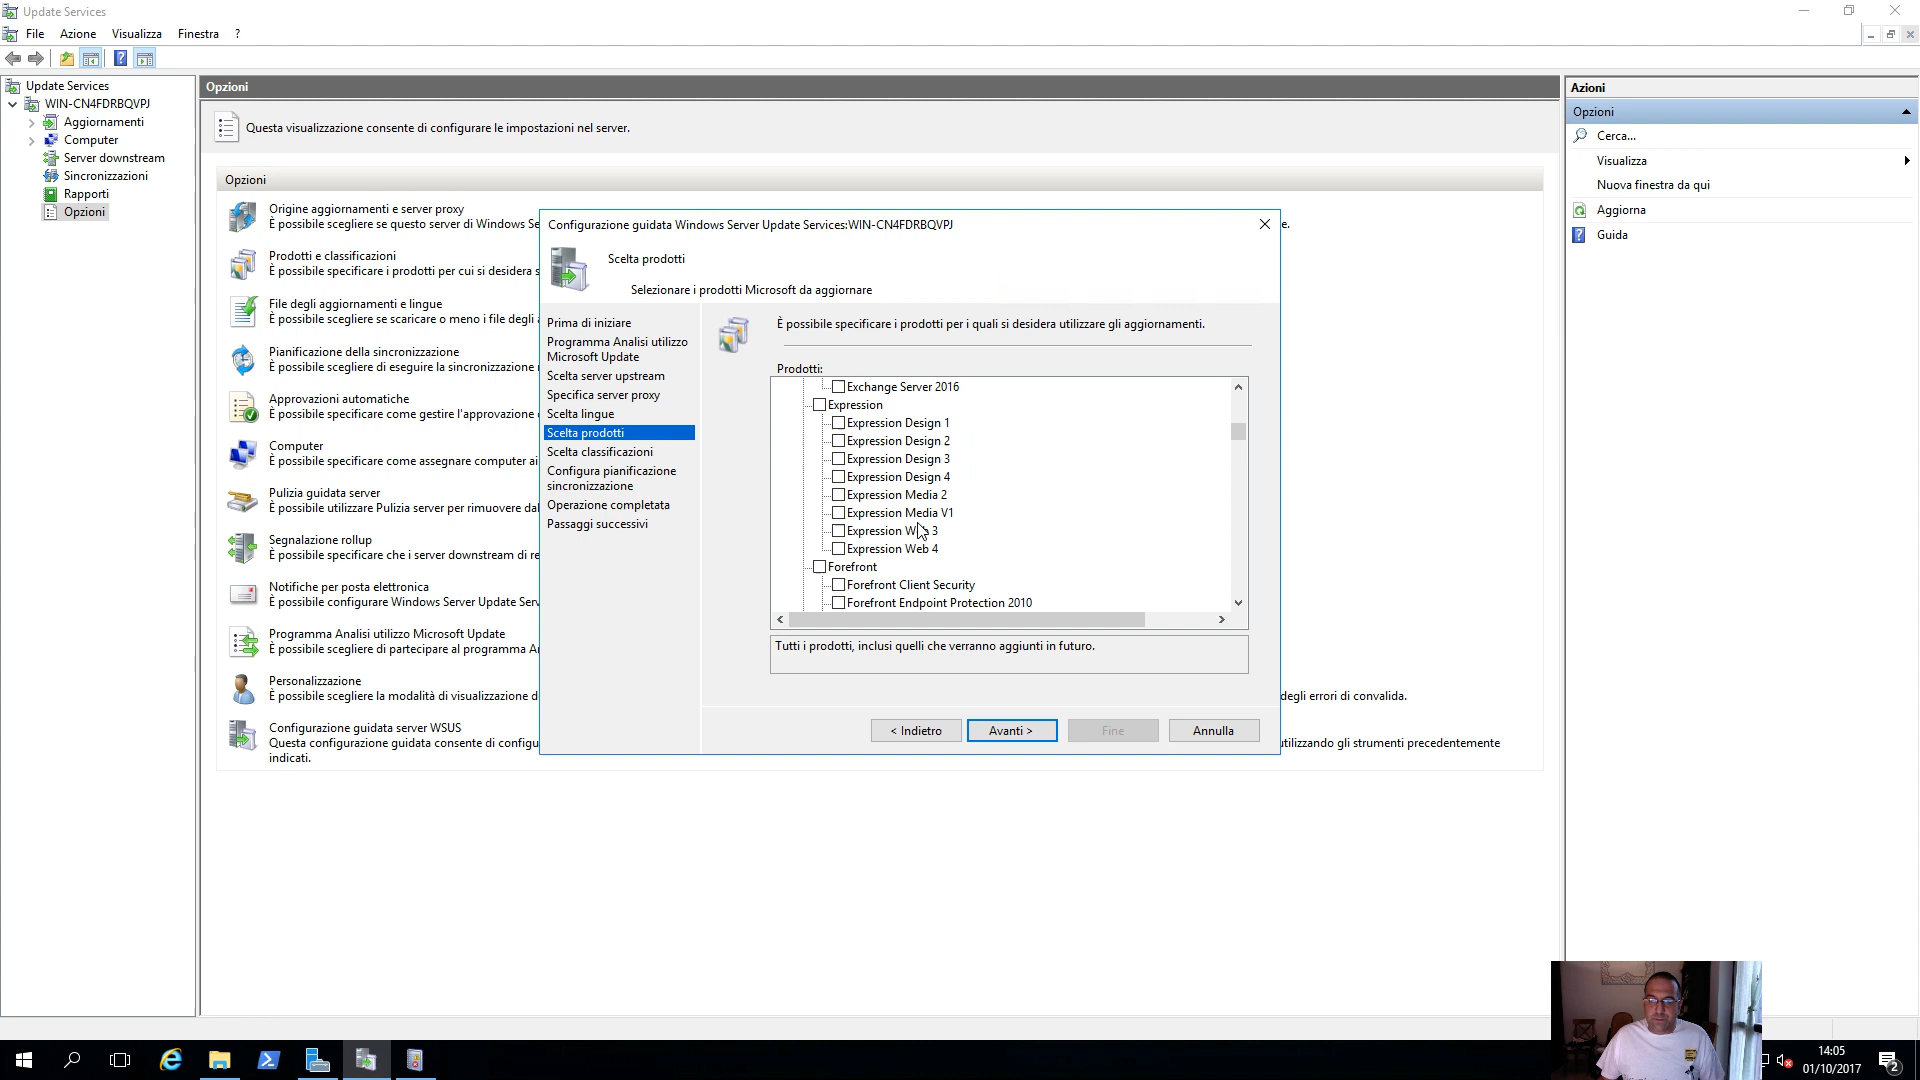 Update Services
File Azione Visualizza Finestra ?
Update Services
WIN-CN4FDRBQVPJ
Aggiornamenti
Computer
Server downstream
Sincronizzazioni
Rapporti
Opzioni
Opzioni
Questa visualizzazione consente di configurare le impostazioni nel server.
Opzioni
Origine aggiornamenti e server proxy
È possibile scegliere se questo server di Windows Se
e.
Prodotti e classificazioni
È possibile specificare i prodotti per cui si desidera s
File degli aggiornamenti e lingue
È possibile scegliere se scaricare o meno i file degli a
Pianificazione della sincronizzazione
È possibile scegliere di eseguire la sincronizzazione r
Approvazioni automatiche
È possibile specificare come gestire l'approvazione
Computer
È possibile specificare come assegnare computer ai
Pulizia guidata server
È possibile utilizzare Pulizia server per rimuovere dal
Segnalazione rollup
È possibile specificare che i server downstream di re
Notifiche per posta elettronica
È possibile configurare Windows Server Update Serv
Programma Analisi utilizzo Microsoft Update
È possibile scegliere di partecipare al programma A
Personalizzazione
È possibile scegliere la modalità di visualizzazione d
degli errori di convalida.
Configurazione guidata server WSUS
Questa configurazione guidata consente di configu
utilizzando gli strumenti precedentemente
indicati.
Configurazione guidata Windows Server Update Services:WIN-CN4FDRBQVPJ
Scelta prodotti
Selezionare i prodotti Microsoft da aggiornare
Prima di iniziare
Programma Analisi utilizzo
Microsoft Update
Scelta server upstream
Specifica server proxy
Scelta lingue
Scelta prodotti
Scelta classificazioni
Configura pianificazione
sincronizzazione
Operazione completata
Passaggi successivi
È possibile specificare i prodotti per i quali si desidera utilizzare gli aggiornamenti.
Prodotti:
Exchange Server 2016
Expression
Expression Design 1
Expression Design 2
Expression Design 3
Expression Design 4
Expression Media 2
Expression Media V1
Expression Web 3
Expression Web 4
Forefront
Forefront Client Security
Forefront Endpoint Protection 2010
Tutti i prodotti, inclusi quelli che verranno aggiunti in futuro.
< Indietro
Avanti >
Fine
Annulla
Azioni
Opzioni
Cerca...
Visualizza
Nuova finestra da qui
Aggiorna
Guida
14:05
01/10/2017
2